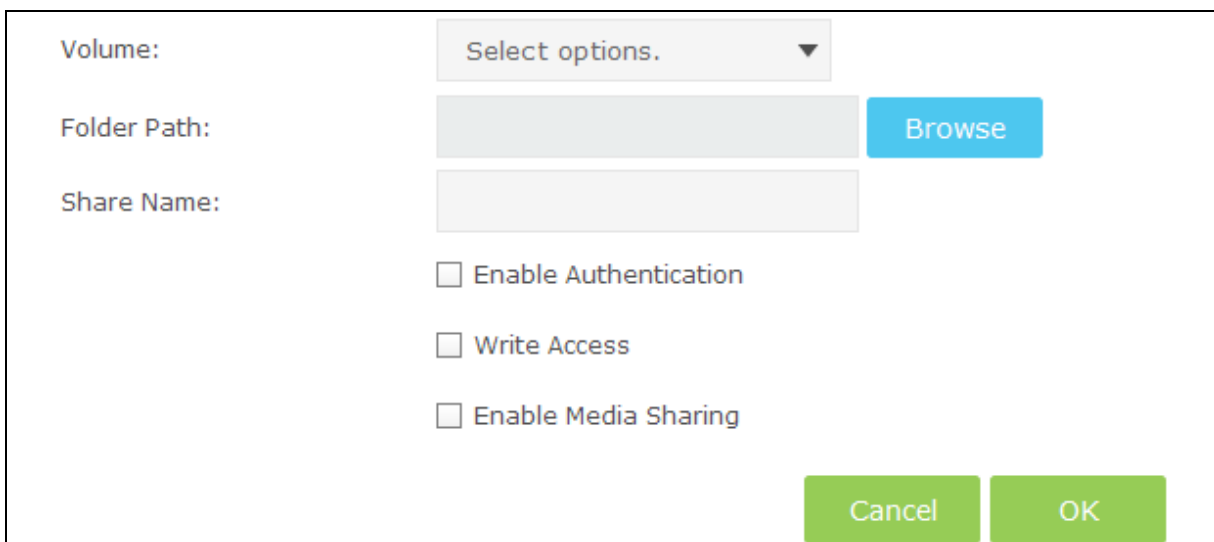 Volume: Select options.
Folder Path: Browse
Share Name:
Enable Authentication
Write Access
Enable Media Sharing
Cancel OK